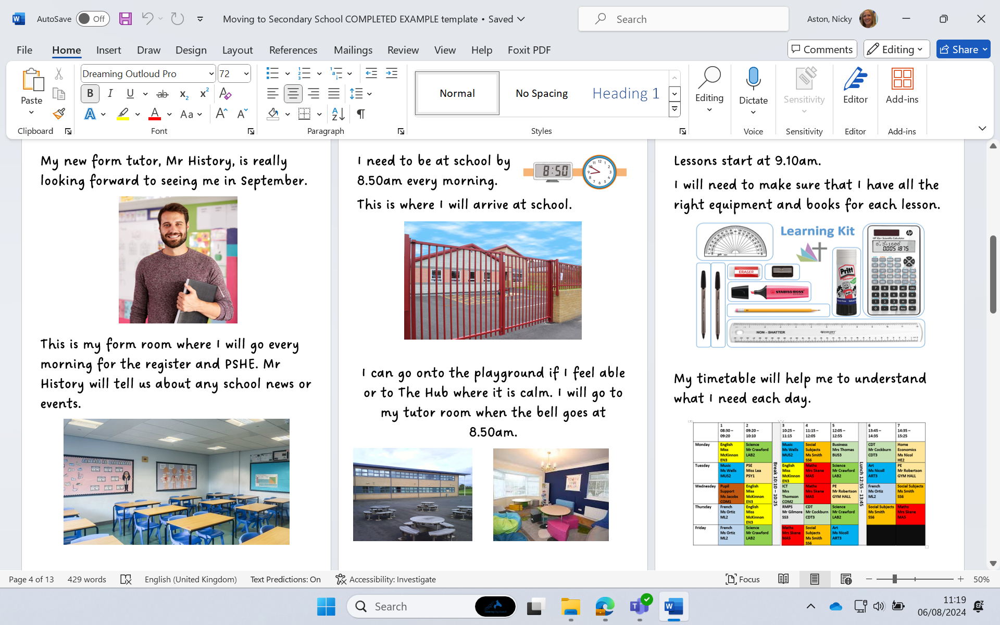 AutoSave Off
Moving to Secondary School COMPLETED EXAMPLE template • Saved
Search
Aston, Nicky
File Home Insert Draw Design Layout References Mailings Review View Help Foxit PDF
Comments Editing Share
Paste
Dreaming Outloud Pro 72
Normal
No Spacing
Heading 1
Editing
Dictate
Sensitivity
Editor
Add-ins
Clipboard Font Paragraph Styles Voice Sensitivity Editor Add-ins
My new form tutor, Mr History, is really
looking forward to seeing me in September.
This is my form room where I will go every
morning for the register and PSHE. Mr
History will tell us about any school news or
events.
I need to be at school by
8.50am every morning.
8:50
This is where I will arrive at school.
I can go onto the playground if I feel able
or to The Hub where it is calm. I will go to
my tutor room when the bell goes at
8.50am.
Lessons start at 9.10am.
I will need to make sure that I have all the
right equipment and books for each lesson.
Learning Kit
hp
0.0051875
ERASER
Pritt
STABILO BOSS
NON - SHATTER
WESTCOTT
My timetable will help me to understand
what I need each day.
1 08:30 – 09:20
2 09:20 – 10:10
3 10:25 – 11:15
4 11:15 – 12:05
5 12:05 – 12:55
6 13:45 – 14:35
7 14:35 – 15:25
Break 10:10 – 10:25
Lunch 12:55 – 13:45
Monday
English Miss McKinnon EN3
Science Mr Crawford LAB2
Music Ms Wells MUS2
Social Subjects Ms Smith SS6
Business Mrs Thomas BUS3
CDT Mr Cockburn CDT3
Home Economics Ms Nicol HE2
Tuesday
Music Ms Wells MUS2
PSE Miss Lea PSY1
English Miss McKinnon EN3
Maths Mrs Skene MA5
Science Mr Crawford LAB2
Art Ms Nicoll ART3
PE Mr Robertson GYM HALL
Wednesday
Pupil Support Ms Jacobs COM1
English Miss McKinnon EN3
ICT Mrs Thomson COM2
Maths Mrs Skene MA5
PE Mr Robertson GYM HALL
French Ms Ortiz ML2
Social Subjects Ms Smith SS6
Thursday
French Ms Ortiz ML2
English Miss McKinnon EN3
RMPS Mr Gilmore SS3
CDT Mr Cockburn CDT3
Science Mr Crawford LAB2
Social Subjects Ms Smith SS6
Maths Mrs Skene MA5
Friday
French Ms Ortiz ML2
Science Mr Crawford LAB2
Maths Mrs Skene MA5
Social Subjects Ms Smith SS6
Art Ms Nicoll ART3
Page 4 of 13 429 words English (United Kingdom) Text Predictions: On Accessibility: Investigate
Focus 50%
Search
11:19
06/08/2024